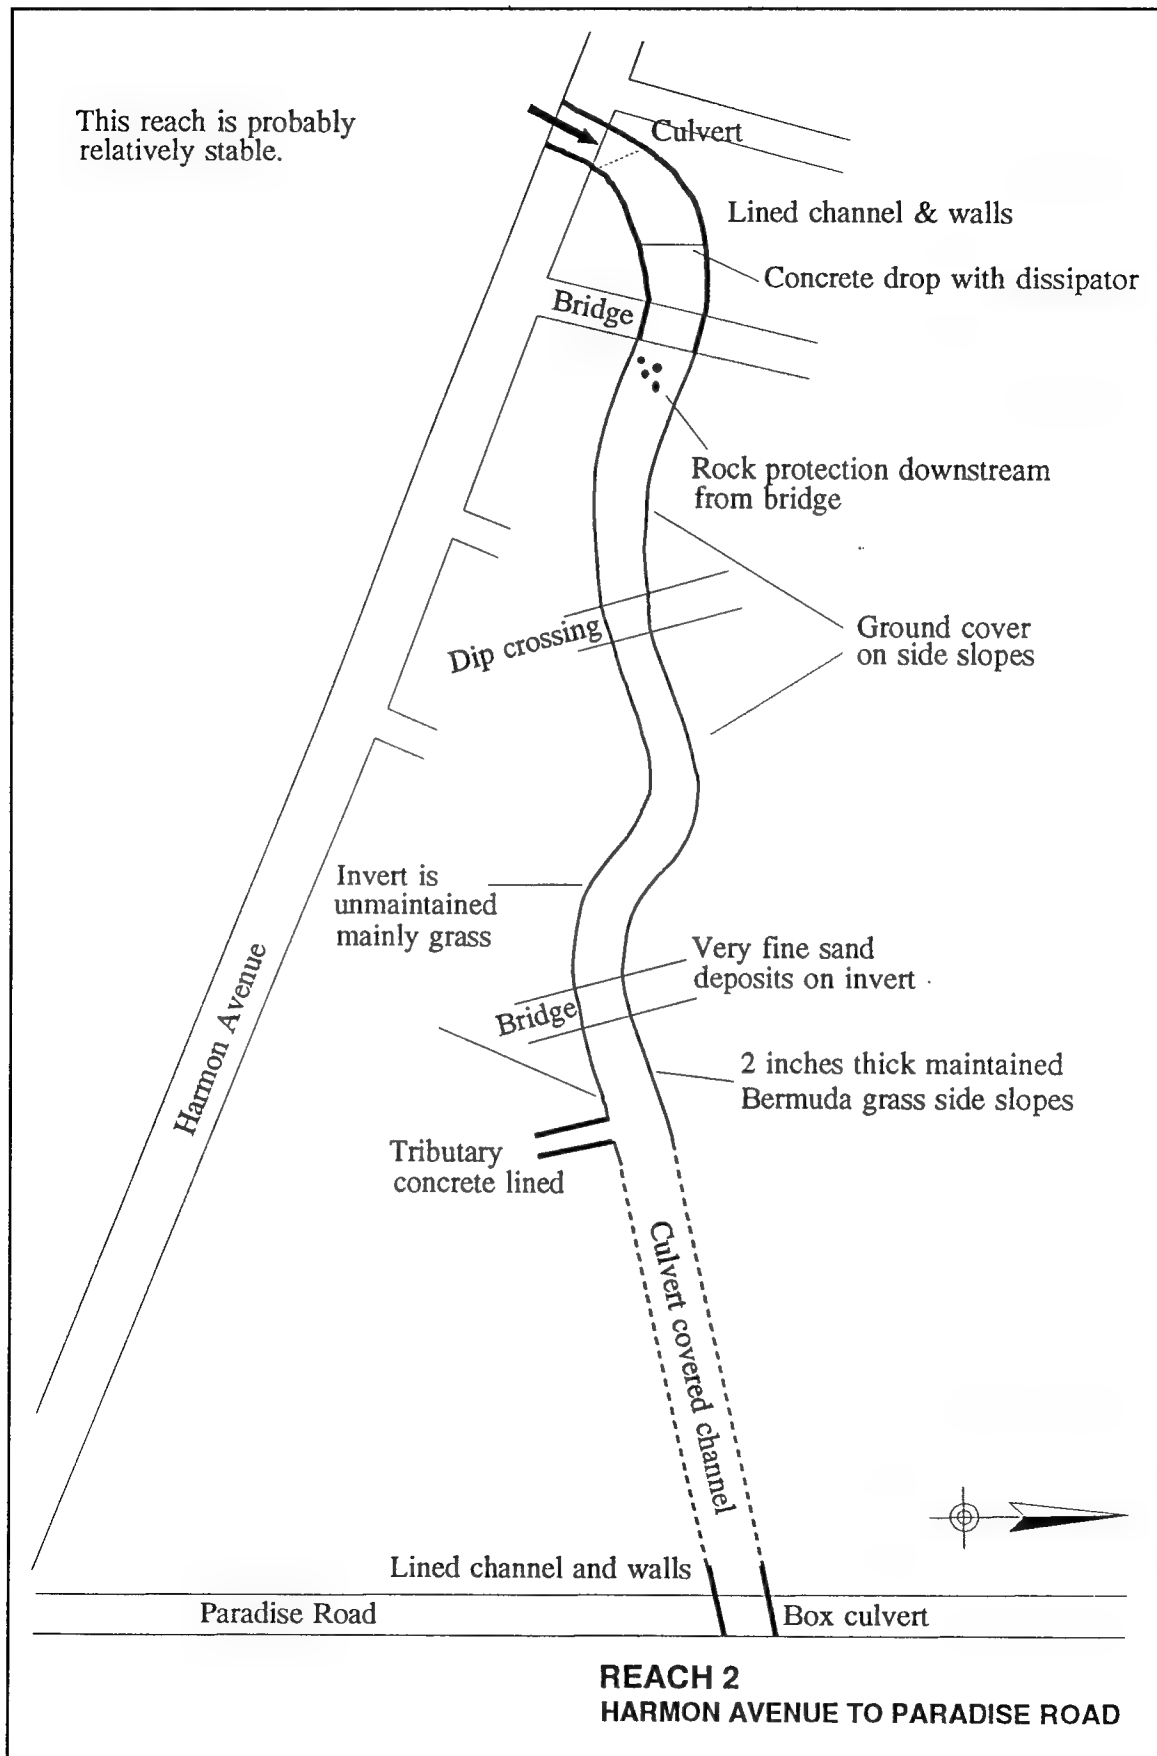 This reach is probably
relatively stable.
Culvert
Lined channel & walls
Concrete drop with dissipator
Bridge
Rock protection downstream
from bridge
Ground cover
on side slopes
Dip crossing
Invert is
unmaintained
mainly grass
Very fine sand
deposits on invert
Bridge
Harmon Avenue
2 inches thick maintained
Bermuda grass side slopes
Tributary
concrete lined
Culvert covered channel
Lined channel and walls
Paradise Road
Box culvert
REACH 2
HARMON AVENUE TO PARADISE ROAD